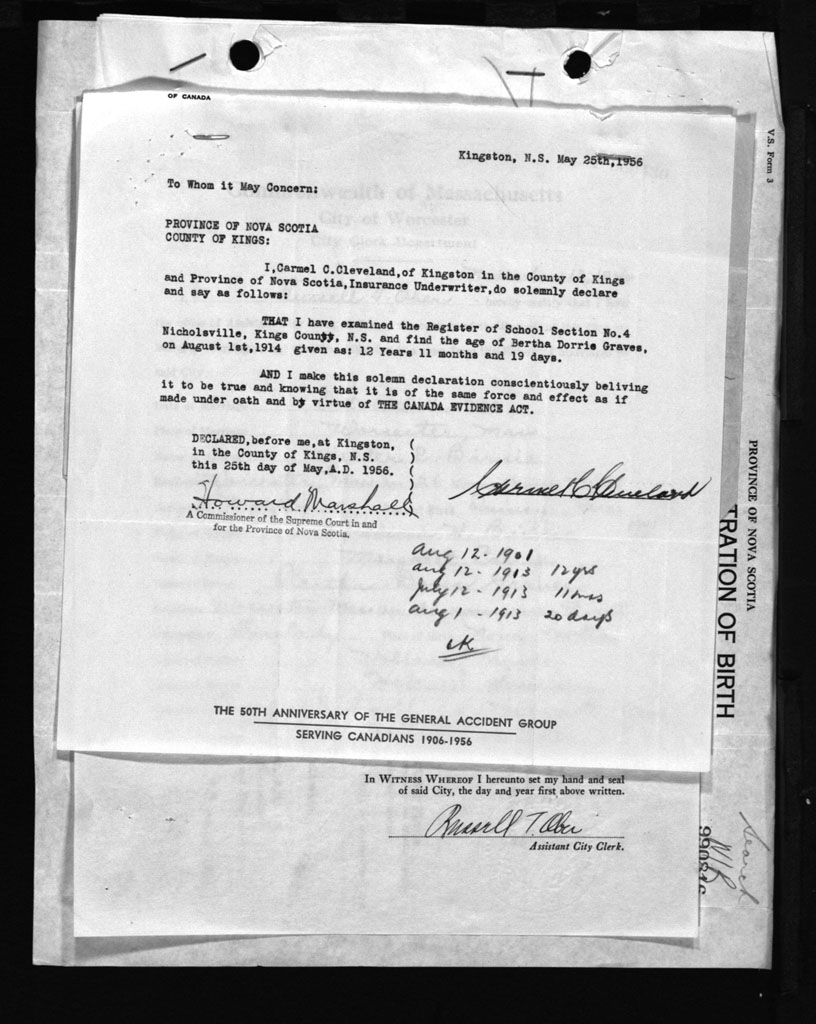 OF CANADA
Kingston, N.S. May 25th,1956
To Whom it May Concern:
PROVINCE OF NOVA SCOTIA
COUNTY OF KINGS:
I,Carmel C.Cleveland,of Kingston in the County of Kings
and Province of Nova Scotia,Insurance Underwriter,do solemnly declare
and say as follows:
THAT I have examined the Register of School Section No.4
Nicholsville, Kings County, N.S. and find the age of Bertha Dorris Graves,
on August 1st,1914 given as: 12 Years 11 months and 19 days.
AND I make this solemn declaration conscientiously beliving
it to be true and knowing that it is of the same force and effect as if
made under oath and by virtue of THE CANADA EVIDENCE ACT.
DECLARED,before me,at Kingston, (
in the County of Kings, N.S. )
this 25th day of May,A.D. 1956. (
Howard Marshall
Carmel C Cleveland
A Commissioner of the Supreme Court in and
for the Province of Nova Scotia.
Aug 12 - 1901
Aug 12 - 1913 12 yrs
July 12 - 1913 11 mos
Aug 1 - 1913 20 days
OK
THE 50TH ANNIVERSARY OF THE GENERAL ACCIDENT GROUP
SERVING CANADIANS 1906-1956
In Witness Whereof I hereunto set my hand and seal
of said City, the day and year first above written.
Russell T. Ober
Assistant City Clerk.
V.S. Form 3
PROVINCE OF NOVA SCOTIA
TRATION OF BIRTH
Search